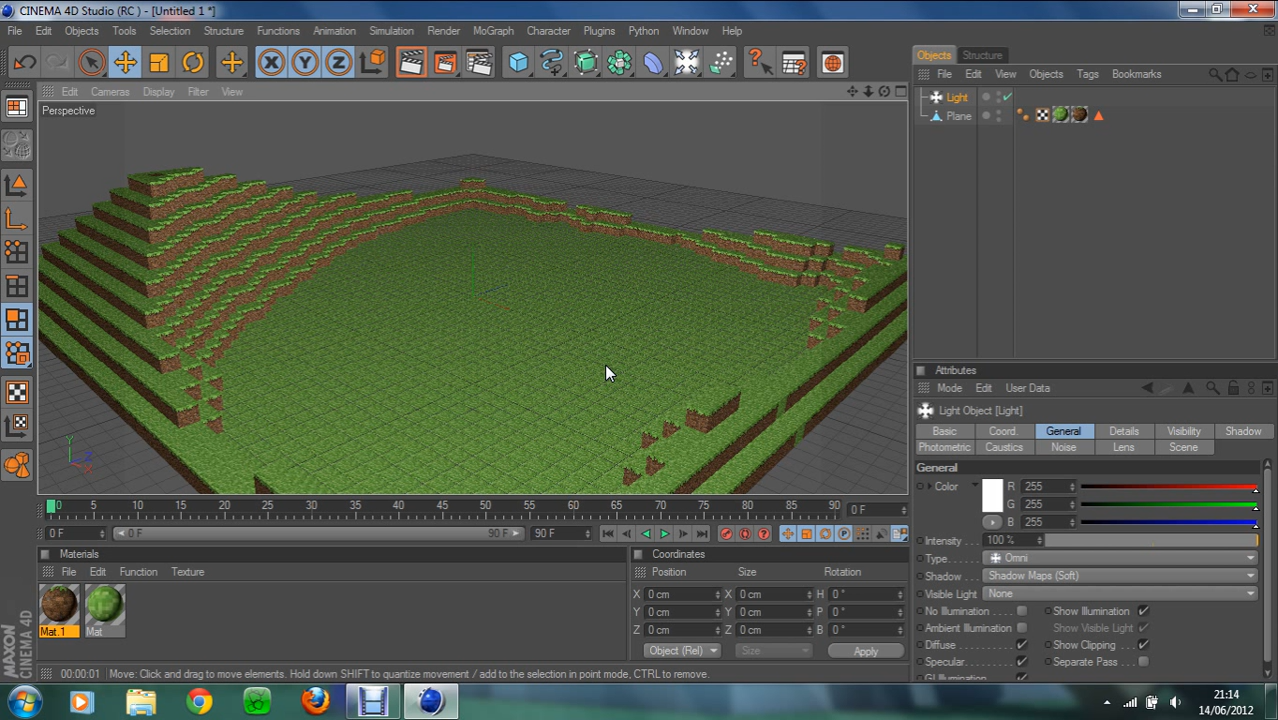 CINEMA 4D Studio (RC ) - [Untitled 1 *]
File Edit Objects Tools Selection Structure Functions Animation Simulation Render MoGraph Character Plugins Python Window Help
Objects Structure
File Edit View Objects Tags Bookmarks
Edit Cameras Display Filter View
Perspective
Light
Plane
Y
Z
X
Attributes
Mode Edit User Data
Light Object [Light]
Basic Coord. General Details Visibility Shadow
Photometric Caustics Noise Lens Scene
General
Color R 255
G 255
B 255
Intensity 100 %
Type Omni
Shadow Shadow Maps (Soft)
Visible Light None
No Illumination Show Illumination
Ambient Illumination Show Visible Light
Diffuse Show Clipping
Specular Separate Pass
GI Illumination
0 5 10 15 20 25 30 35 40 45 50 55 60 65 70 75 80 85 90 0 F
0 F 0 F 90 F 90 F
Materials
File Edit Function Texture
Mat.1 Mat
Coordinates
Position Size Rotation
X 0 cm X 0 cm H 0 °
Y 0 cm Y 0 cm P 0 °
Z 0 cm Z 0 cm B 0 °
Object (Rel) Size Apply
MAXON CINEMA 4D
00:00:01 Move: Click and drag to move elements. Hold down SHIFT to quantize movement / add to the selection in point mode, CTRL to remove.
21:14
14/06/2012